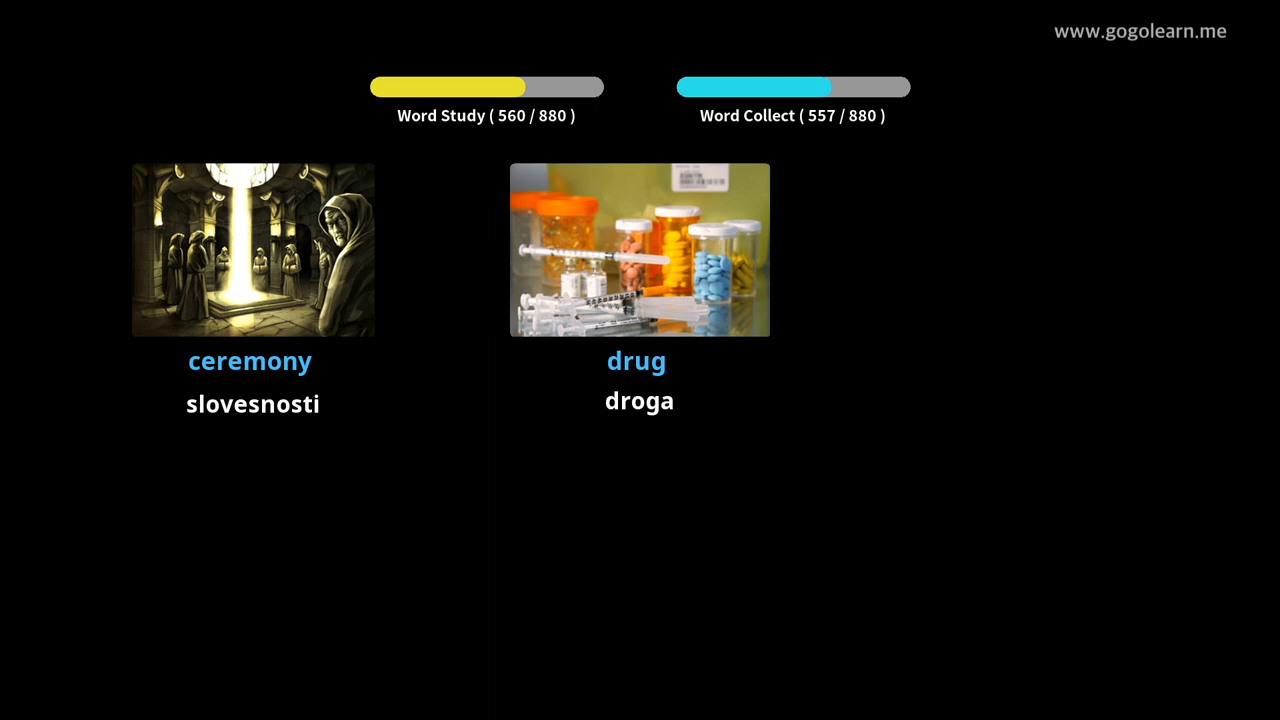 www.gogolearn.me
Word Study ( 560 / 880 )
Word Collect ( 557 / 880 )
ceremony
slovesnosti
drug
droga